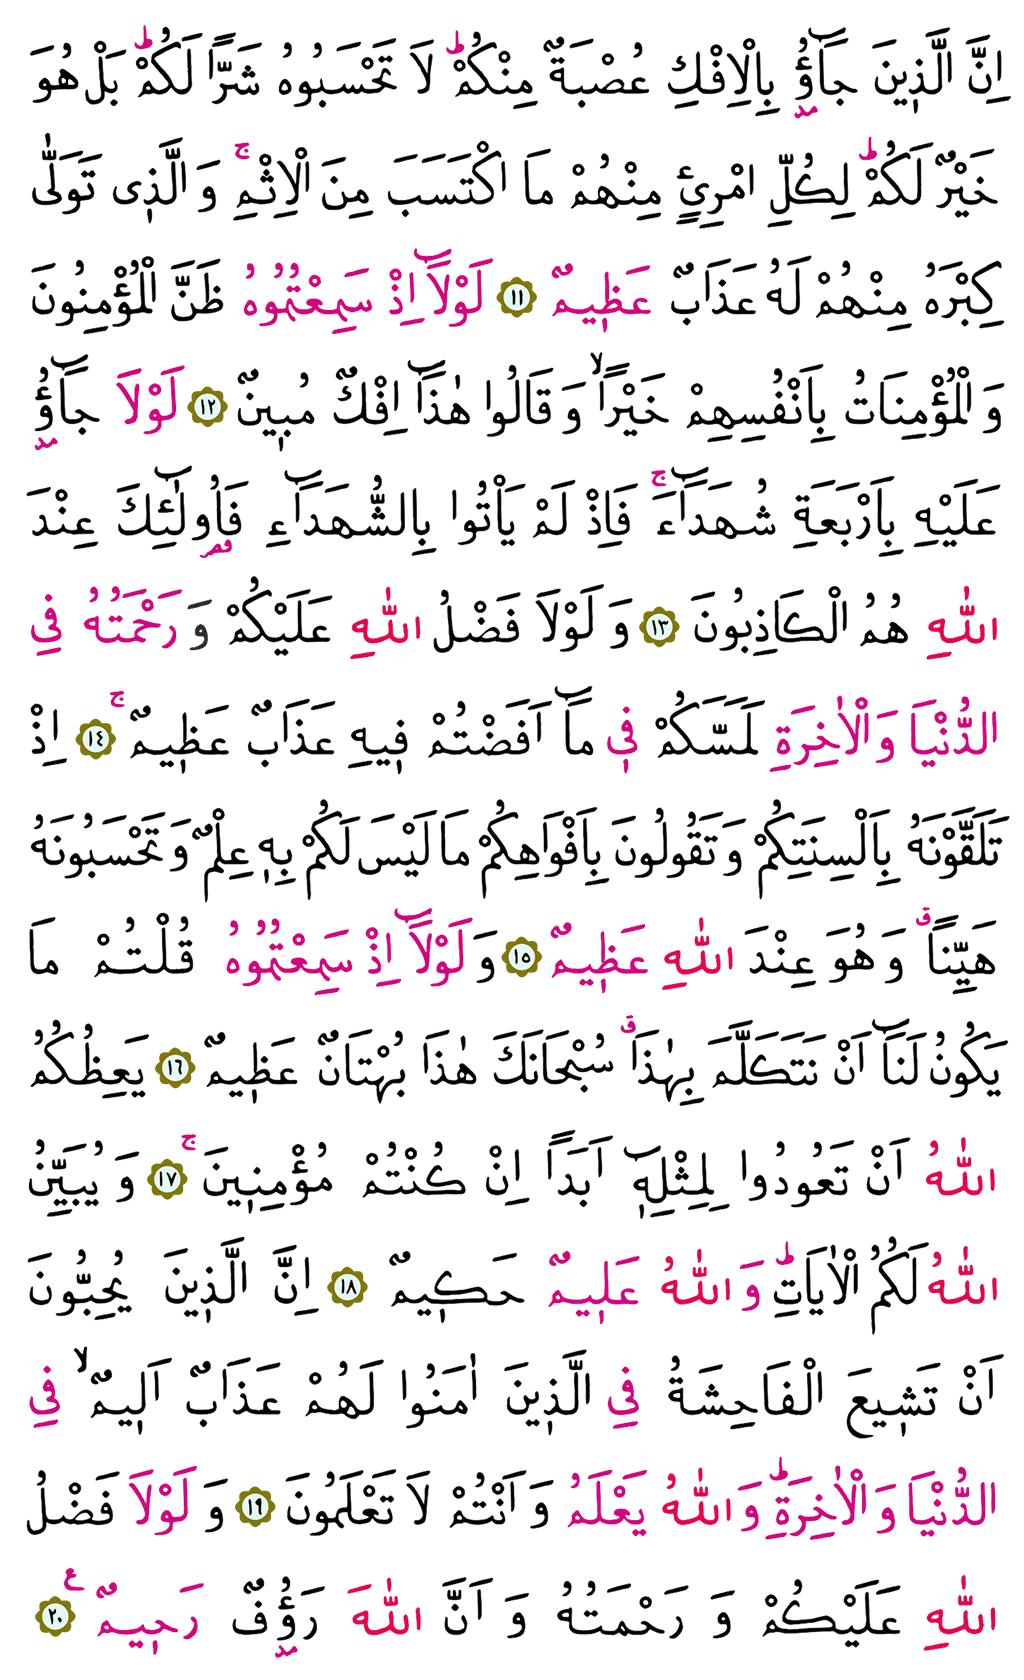 اِنَّ الَّذ۪ينَ جَٓاؤُ۫ بِالْاِفْكِ عُصْبَةٌ مِنْكُمْۜ لَا تَحْسَبُوهُ شَرًّا لَكُمْۜ بَلْ هُوَ
خَيْرٌ لَكُمْۜ لِكُلِّ امْرِئٍ مِنْهُمْ مَا اكْتَسَبَ مِنَ الْاِثْمِۚ وَالَّذ۪ى تَوَلّٰى
كِبْرَهُ مِنْهُمْ لَهُ عَذَابٌ عَظ۪يمٌ ﴿١١﴾ لَوْلَٓا اِذْ سَمِعْتُمُوهُ ظَنَّ الْمُؤْمِنُونَ
وَالْمُؤْمِنَاتُ بِاَنْفُسِهِمْ خَيْرًاۙ وَقَالُوا هٰذَٓا اِفْكٌ مُب۪ينٌ ﴿١٢﴾ لَوْلَا جَٓاؤُ۫
عَلَيْهِ بِاَرْبَعَةِ شُهَدَٓاءَۚ فَاِذْ لَمْ يَاْتُوا بِالشُّهَدَٓاءِ فَاُو۬لٰٓئِكَ عِنْدَ
اللّٰهِ هُمُ الْكَاذِبُونَ ﴿١٣﴾ وَلَوْلَا فَضْلُ اللّٰهِ عَلَيْكُمْ وَرَحْمَتُهُ فِي
الدُّنْيَا وَالْاٰخِرَةِ لَمَسَّكُمْ ف۪ي مَٓا اَفَضْتُمْ ف۪يهِ عَذَابٌ عَظ۪يمٌۚ ﴿١٤﴾ اِذْ
تَلَقَّوْنَهُ بِاَلْسِنَتِكُمْ وَتَقُولُونَ بِاَفْوَاهِكُمْ مَا لَيْسَ لَكُمْ بِه۪ عِلْمٌ وَتَحْسَبُونَهُ
هَيِّنًاۗ وَهُوَ عِنْدَ اللّٰهِ عَظ۪يمٌ ﴿١٥﴾ وَلَوْلَٓا اِذْ سَمِعْتُمُوهُ قُلْتُمْ مَا
يَكُونُ لَنَٓا اَنْ نَتَكَلَّمَ بِهٰذَاۗ سُبْحَانَكَ هٰذَا بُهْتَانٌ عَظ۪يمٌ ﴿١٦﴾ يَعِظُكُمُ
اللّٰهُ اَنْ تَعُودُوا لِمِثْلِه۪ٓ اَبَدًا اِنْ كُنْتُمْ مُؤْمِن۪ينَۚ ﴿١٧﴾ وَيُبَيِّنُ
اللّٰهُ لَكُمُ الْاٰيَاتِۜ وَاللّٰهُ عَل۪يمٌ حَك۪يمٌ ﴿١٨﴾ اِنَّ الَّذ۪ينَ يُحِبُّونَ
اَنْ تَش۪يعَ الْفَاحِشَةُ فِي الَّذ۪ينَ اٰمَنُوا لَهُمْ عَذَابٌ اَل۪يمٌۙ فِي
الدُّنْيَا وَالْاٰخِرَةِۜ وَاللّٰهُ يَعْلَمُ وَاَنْتُمْ لَا تَعْلَمُونَ ﴿١٩﴾ وَلَوْلَا فَضْلُ
اللّٰهِ عَلَيْكُمْ وَرَحْمَتُهُ وَاَنَّ اللّٰهَ رَؤُ۫فٌ رَح۪يمٌ ࣖ ﴿٢٠﴾